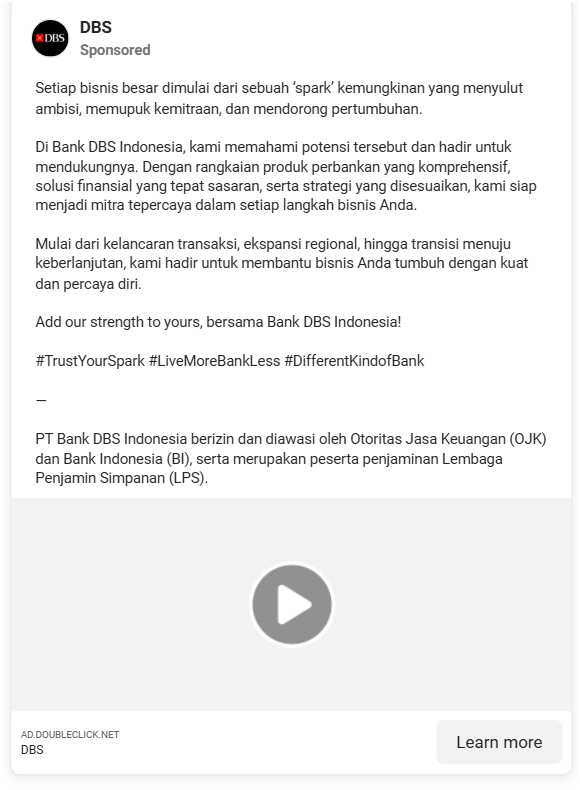 DBS
DBS
Sponsored
Setiap bisnis besar dimulai dari sebuah ‘spark’ kemungkinan yang menyulut
ambisi, memupuk kemitraan, dan mendorong pertumbuhan.
Di Bank DBS Indonesia, kami memahami potensi tersebut dan hadir untuk
mendukungnya. Dengan rangkaian produk perbankan yang komprehensif,
solusi finansial yang tepat sasaran, serta strategi yang disesuaikan, kami siap
menjadi mitra tepercaya dalam setiap langkah bisnis Anda.
Mulai dari kelancaran transaksi, ekspansi regional, hingga transisi menuju
keberlanjutan, kami hadir untuk membantu bisnis Anda tumbuh dengan kuat
dan percaya diri.
Add our strength to yours, bersama Bank DBS Indonesia!
#TrustYourSpark #LiveMoreBankLess #DifferentKindofBank
—
PT Bank DBS Indonesia berizin dan diawasi oleh Otoritas Jasa Keuangan (OJK)
dan Bank Indonesia (BI), serta merupakan peserta penjaminan Lembaga
Penjamin Simpanan (LPS).
AD.DOUBLECLICK.NET
DBS
Learn more